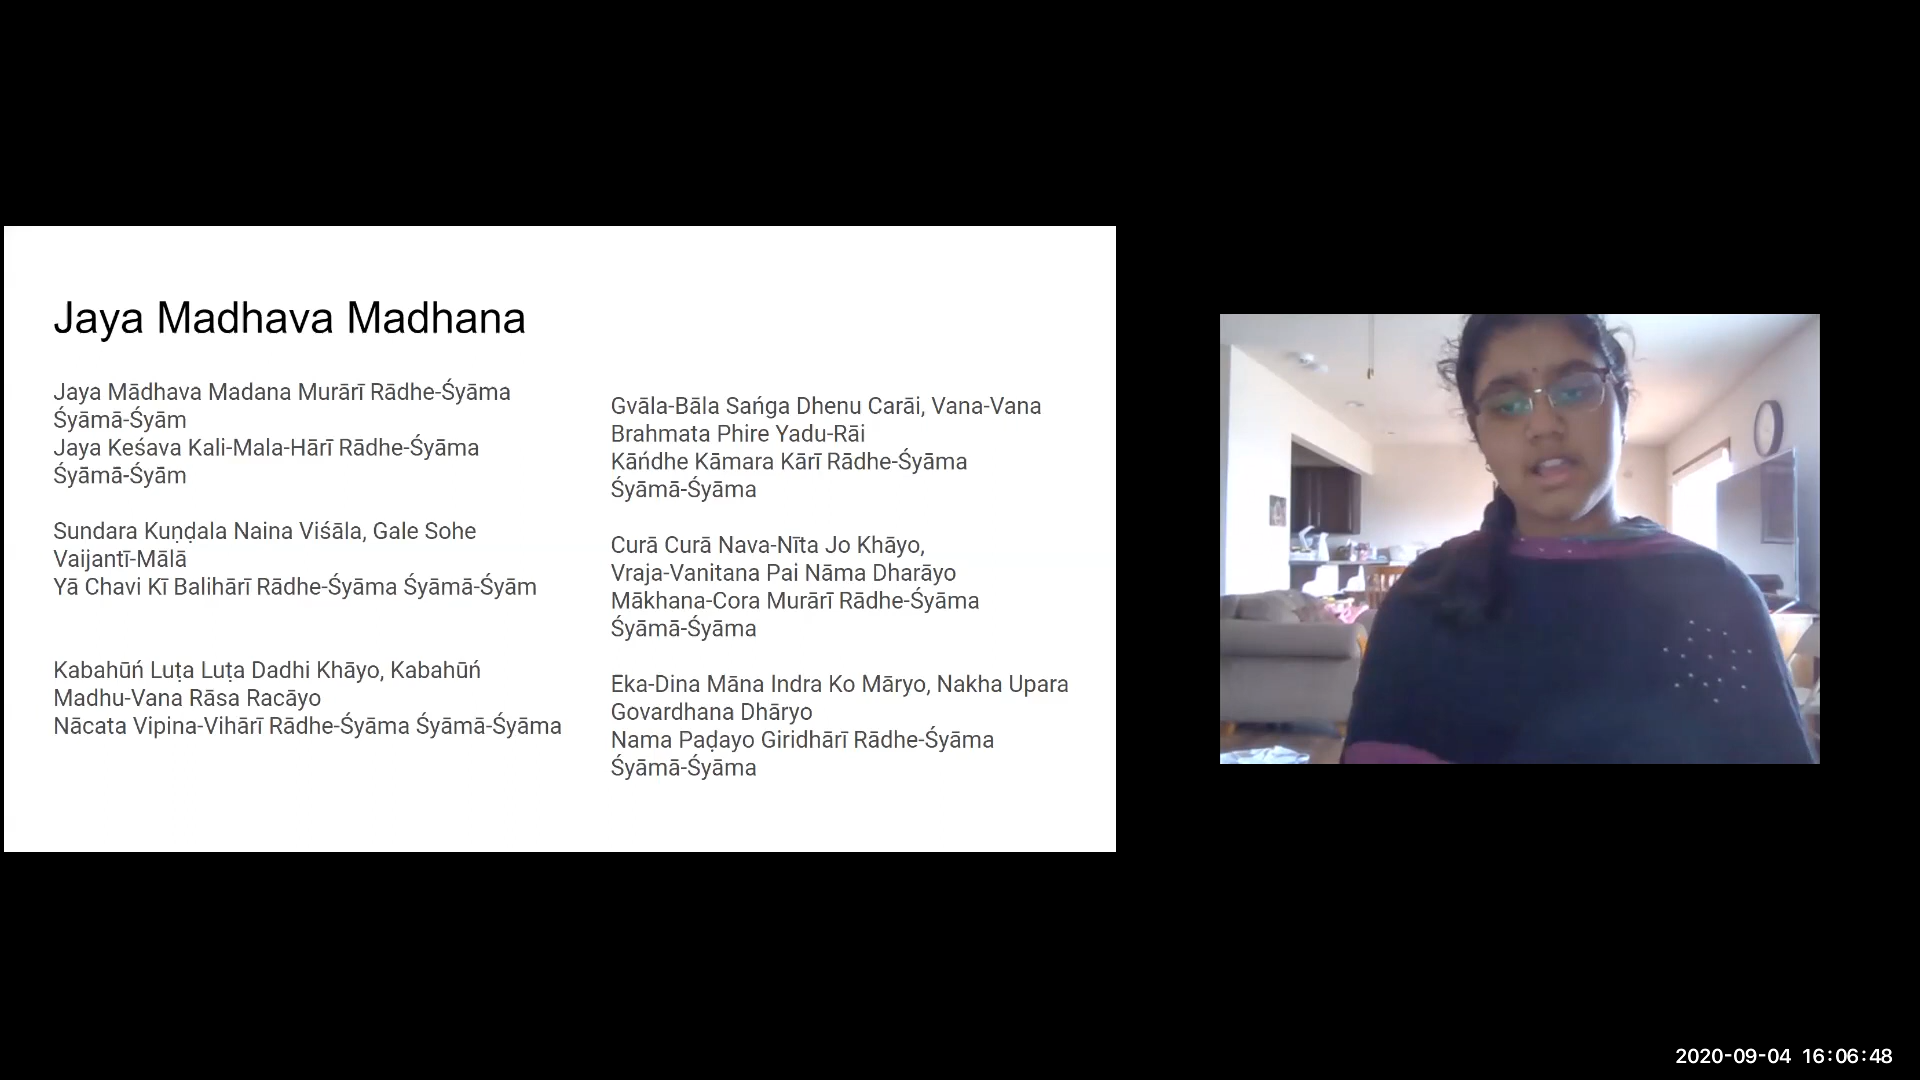 Jaya Madhava Madhana
Jaya Mādhava Madana Murārī Rādhe-Śyāma
Śyāmā-Śyām
Jaya Keśava Kali-Mala-Hārī Rādhe-Śyāma
Śyāmā-Śyām
Sundara Kuṇḍala Naina Viśāla, Gale Sohe
Vaijantī-Mālā
Yā Chavi Kī Balihārī Rādhe-Śyāma Śyāmā-Śyām
Kabahūń Luṭa Luṭa Dadhi Khāyo, Kabahūń
Madhu-Vana Rāsa Racāyo
Nācata Vipina-Vihārī Rādhe-Śyāma Śyāmā-Śyāma
Gvāla-Bāla Sańga Dhenu Carāi, Vana-Vana
Brahmata Phire Yadu-Rāi
Kāńdhe Kāmara Kārī Rādhe-Śyāma
Śyāmā-Śyāma
Curā Curā Nava-Nīta Jo Khāyo,
Vraja-Vanitana Pai Nāma Dharāyo
Mākhana-Cora Murārī Rādhe-Śyāma
Śyāmā-Śyāma
Eka-Dina Māna Indra Ko Māryo, Nakha Upara
Govardhana Dhāryo
Nama Paḍayo Giridhārī Rādhe-Śyāma
Śyāmā-Śyāma
2020-09-04 16:06:48